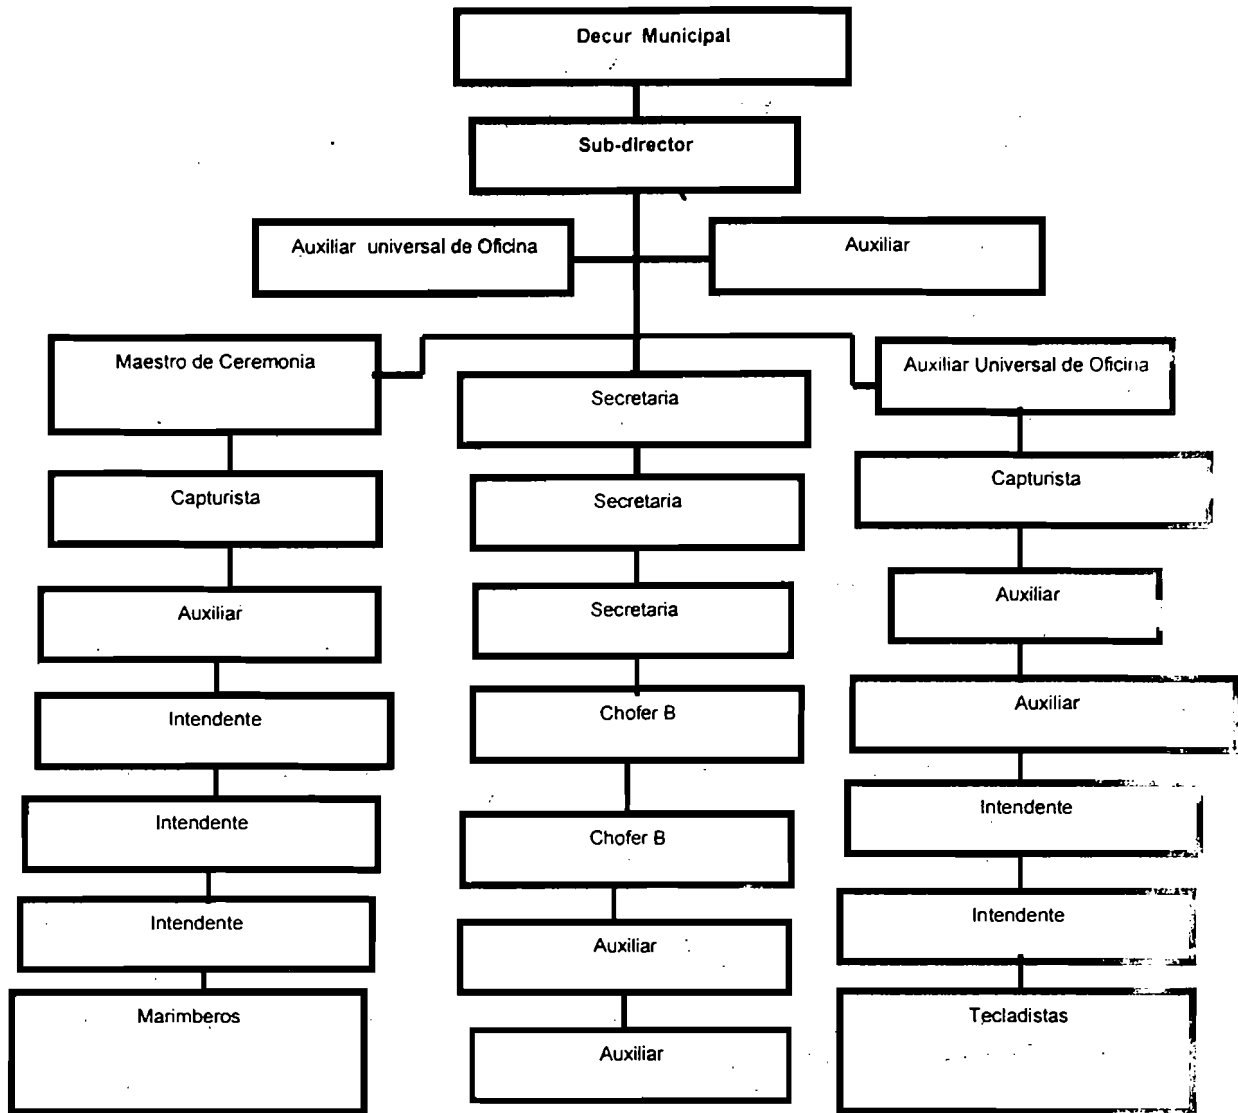 Decur Municipal
Sub-director
Auxiliar universal de Oficina
Auxiliar
Maestro de Ceremonia
Secretaria
Auxiliar Universal de Oficina
Capturista
Secretaria
Capturista
Auxiliar
Secretaria
Auxiliar
Intendente
Chofer B
Auxiliar
Intendente
Chofer B
Intendente
Intendente
Auxiliar
Intendente
Marimberos
Auxiliar
Tecladistas